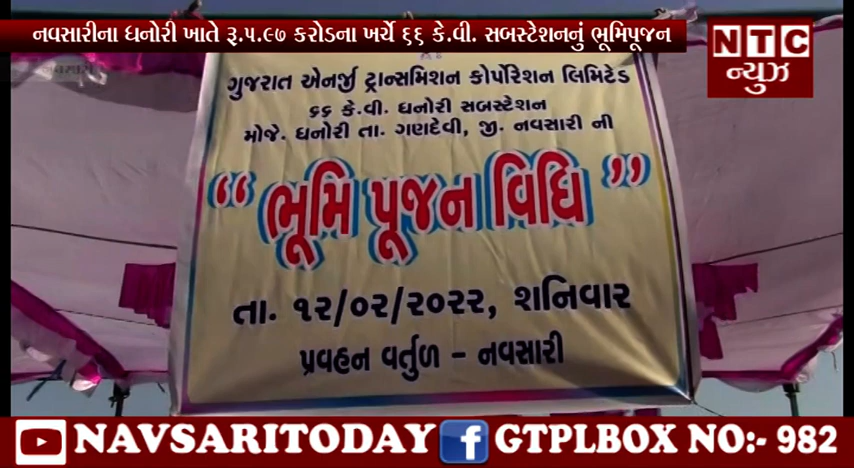 નવસારીના ધનોરી ખાતે રૂ.૫.૯૭ કરોડના ખર્ચે ૬૬ કે.વી. સબસ્ટેશનનું ભૂમિપૂજન
NTC
ન્યુઝ
નવસારી
ગુજરાત એનર્જી ટ્રાન્સમિશન કોર્પોરેશન લિમિટેડ
૬૬ કે.વી. ધનોરી સબસ્ટેશન
મોજે. ધનોરી તા. ગણદેવી, જી. નવસારી ની
“ભૂમિ પૂજન વિધિ”
તા. ૧૨/૦૨/૨૦૨૨, શનિવાર
પ્રવહન વર્તુળ - નવસારી
NAVSARITODAY f GTPLBOX NO:- 982